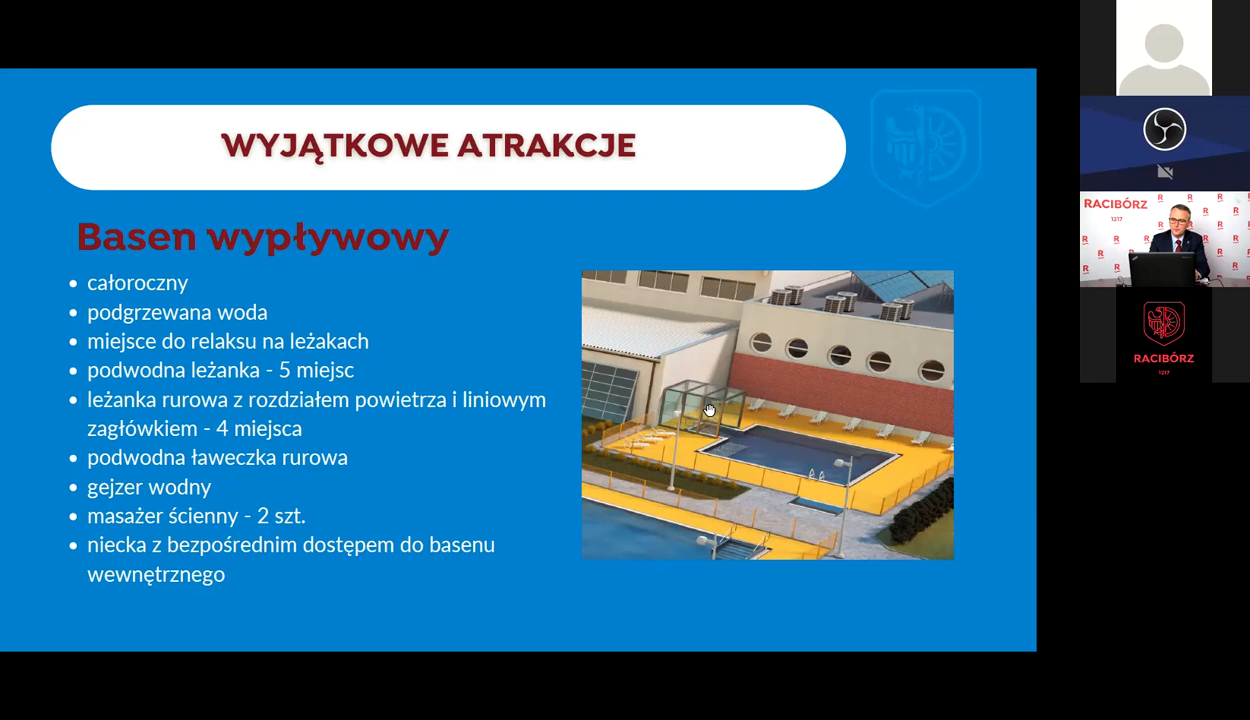 WYJĄTKOWE ATRAKCJE
Basen wypływowy
całoroczny
podgrzewana woda
miejsce do relaksu na leżakach
podwodna leżanka - 5 miejsc
leżanka rurowa z rozdziałem powietrza i liniowym
zagłówkiem - 4 miejsca
podwodna ławeczka rurowa
gejzer wodny
masażer ścienny - 2 szt.
niecka z bezpośrednim dostępem do basenu
wewnętrznego
RACIBÓRZ
1217
R
R
R
R
R
R
R
R
R
R
RACIBÓRZ
1217